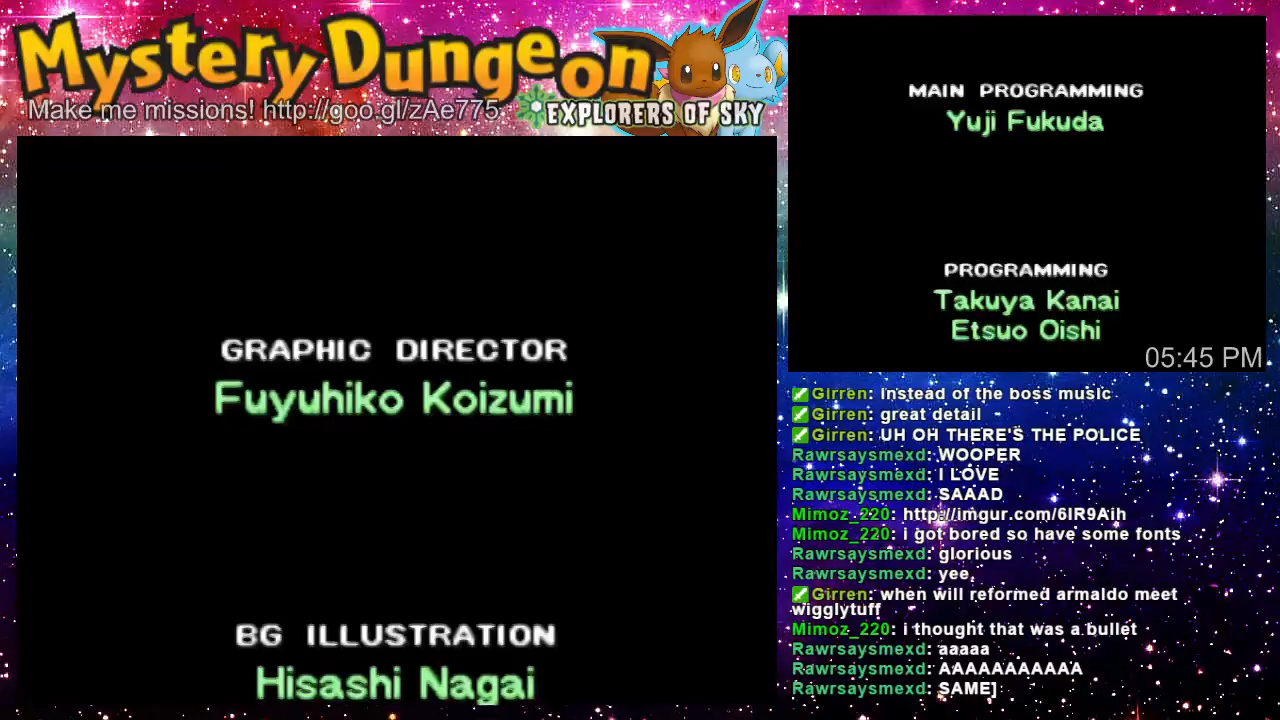 Mystery Dungeon
Make me missions! http://goo.gl/zAe775
EXPLORERS OF SKY
GRAPHIC DIRECTOR
Fuyuhiko Koizumi
BG ILLUSTRATION
Hisashi Nagai
MAIN PROGRAMMING
Yuji Fukuda
PROGRAMMING
Takuya Kanai
Etsuo Oishi
05:45 PM
Girren: instead of the boss music
Girren: great detail
Girren: UH OH THERE'S THE POLICE
Rawrsaysmexd: WOOPER
Rawrsaysmexd: I LOVE
Rawrsaysmexd: SAAAD
Mimoz_220: http://imgur.com/6IR9Aih
Mimoz_220: i got bored so have some fonts
Rawrsaysmexd: glorious
Rawrsaysmexd: yee
Girren: when will reformed armaldo meet
wigglytuff
Mimoz_220: i thought that was a bullet
Rawrsaysmexd: aaaaa
Rawrsaysmexd: AAAAAAAAAAA
Rawrsaysmexd: SAME]